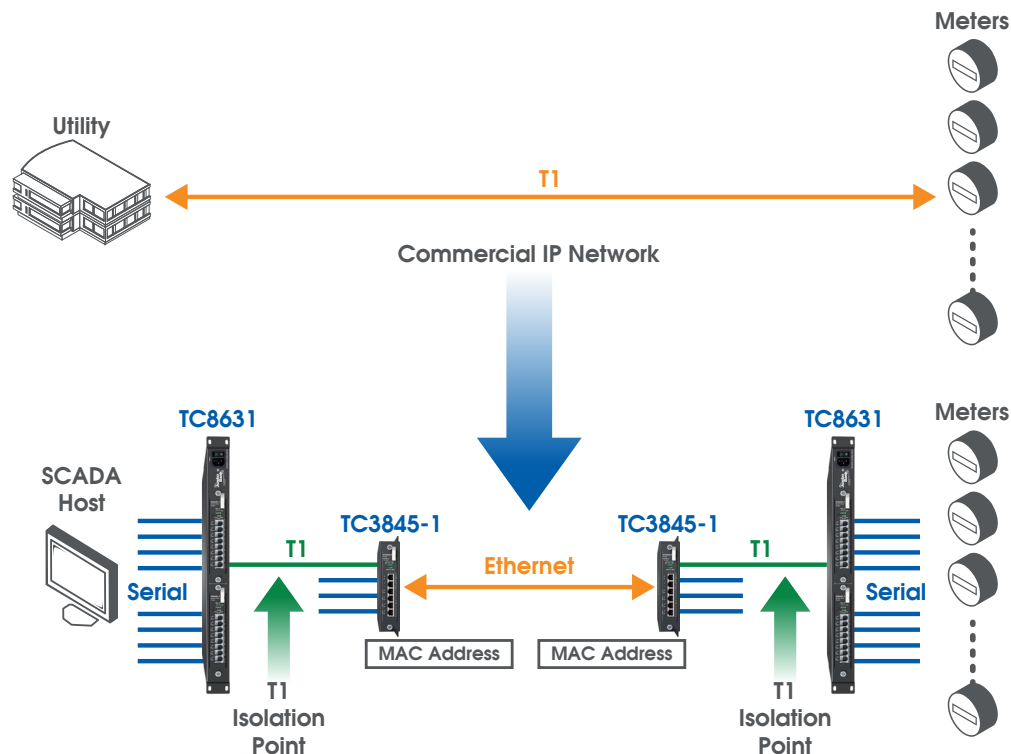 Meters
Utility
T1
Commercial IP Network
TC8631
TC8631
Meters
SCADA
Host
TC3845-1
TC3845-1
T1
Ethernet
T1
Serial
Serial
MAC Address
MAC Address
T1
Isolation
Point
T1
Isolation
Point